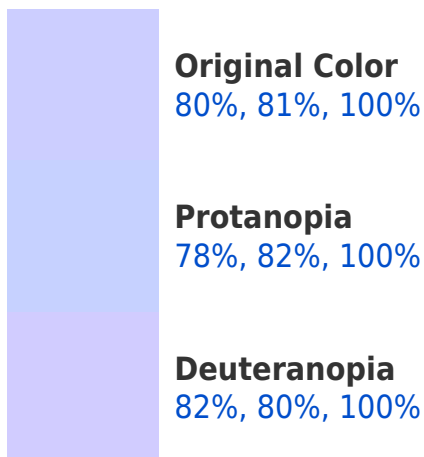 Original Color
80%, 81%, 100%
Protanopia
78%, 82%, 100%
Deuteranopia
82%, 80%, 100%